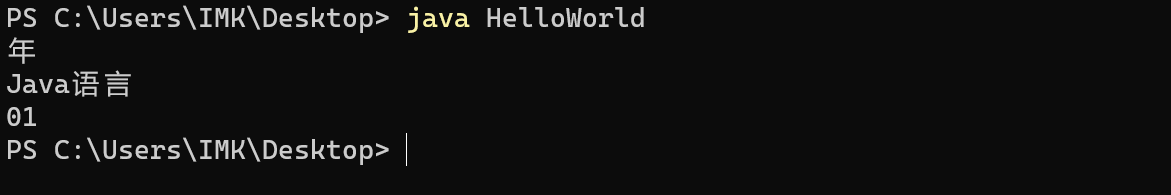 PS C:\Users\IMK\Desktop> java HelloWorld
年
Java语言
01
PS C:\Users\IMK\Desktop>